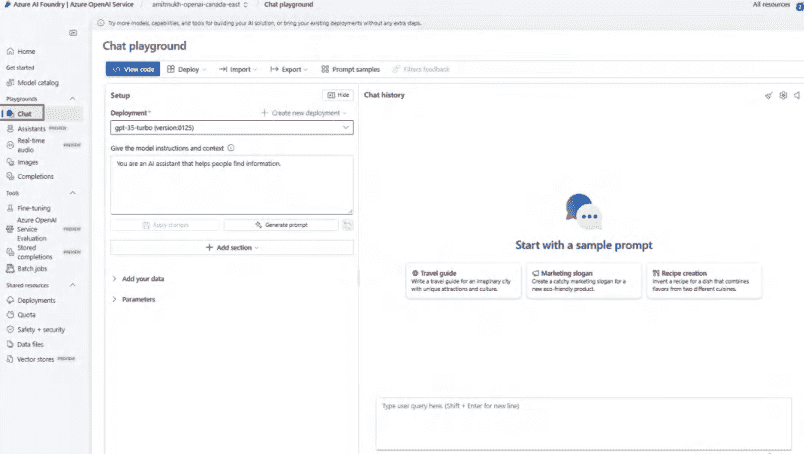 Azure AI Foundry | Azure OpenAI Service / amitmukh-openai-canada-east / Chat playground All resources
Try more models, capabilities, and tools for building your AI solution, or bring your existing deployments without any extra steps.
Home
Get started
Model catalog
Playgrounds
Chat
Assistants PREVIEW
Real-time
audio PREVIEW
Images
Completions
Tools
Fine-tuning
Azure OpenAI
Service PREVIEW
Evaluation
Stored
completions PREVIEW
Batch jobs
Shared resources
Deployments
Quota
Safety + security
Data files
Vector stores PREVIEW
Chat playground
View code Deploy Import Export Prompt samples Filters feedback
Setup Hide
Deployment * + Create new deployment
gpt-35-turbo (version:0125)
Give the model instructions and context
You are an AI assistant that helps people find information.
Apply changes Generate prompt
+ Add section
Add your data
Parameters
Chat history
Start with a sample prompt
Travel guide
Write a travel guide for an imaginary city
with unique attractions and culture.
Marketing slogan
Create a catchy marketing slogan for a
new eco-friendly product.
Recipe creation
Invent a recipe for a dish that combines
flavors from two different cuisines.
Type user query here. (Shift + Enter for new line)